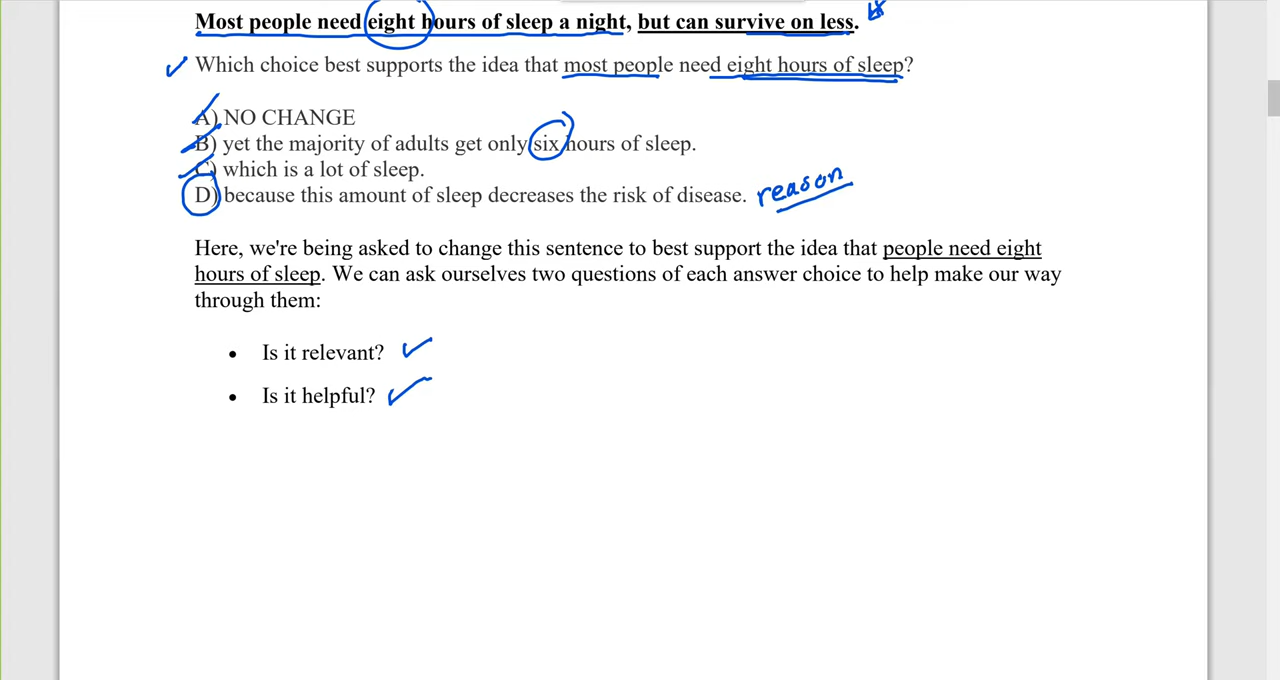 Most people need eight hours of sleep a night, but can survive on less.
Which choice best supports the idea that most people need eight hours of sleep?
A) NO CHANGE
B) yet the majority of adults get only six hours of sleep.
C) which is a lot of sleep.
D) because this amount of sleep decreases the risk of disease. reason
Here, we're being asked to change this sentence to best support the idea that people need eight
hours of sleep. We can ask ourselves two questions of each answer choice to help make our way
through them:
• Is it relevant?
• Is it helpful?